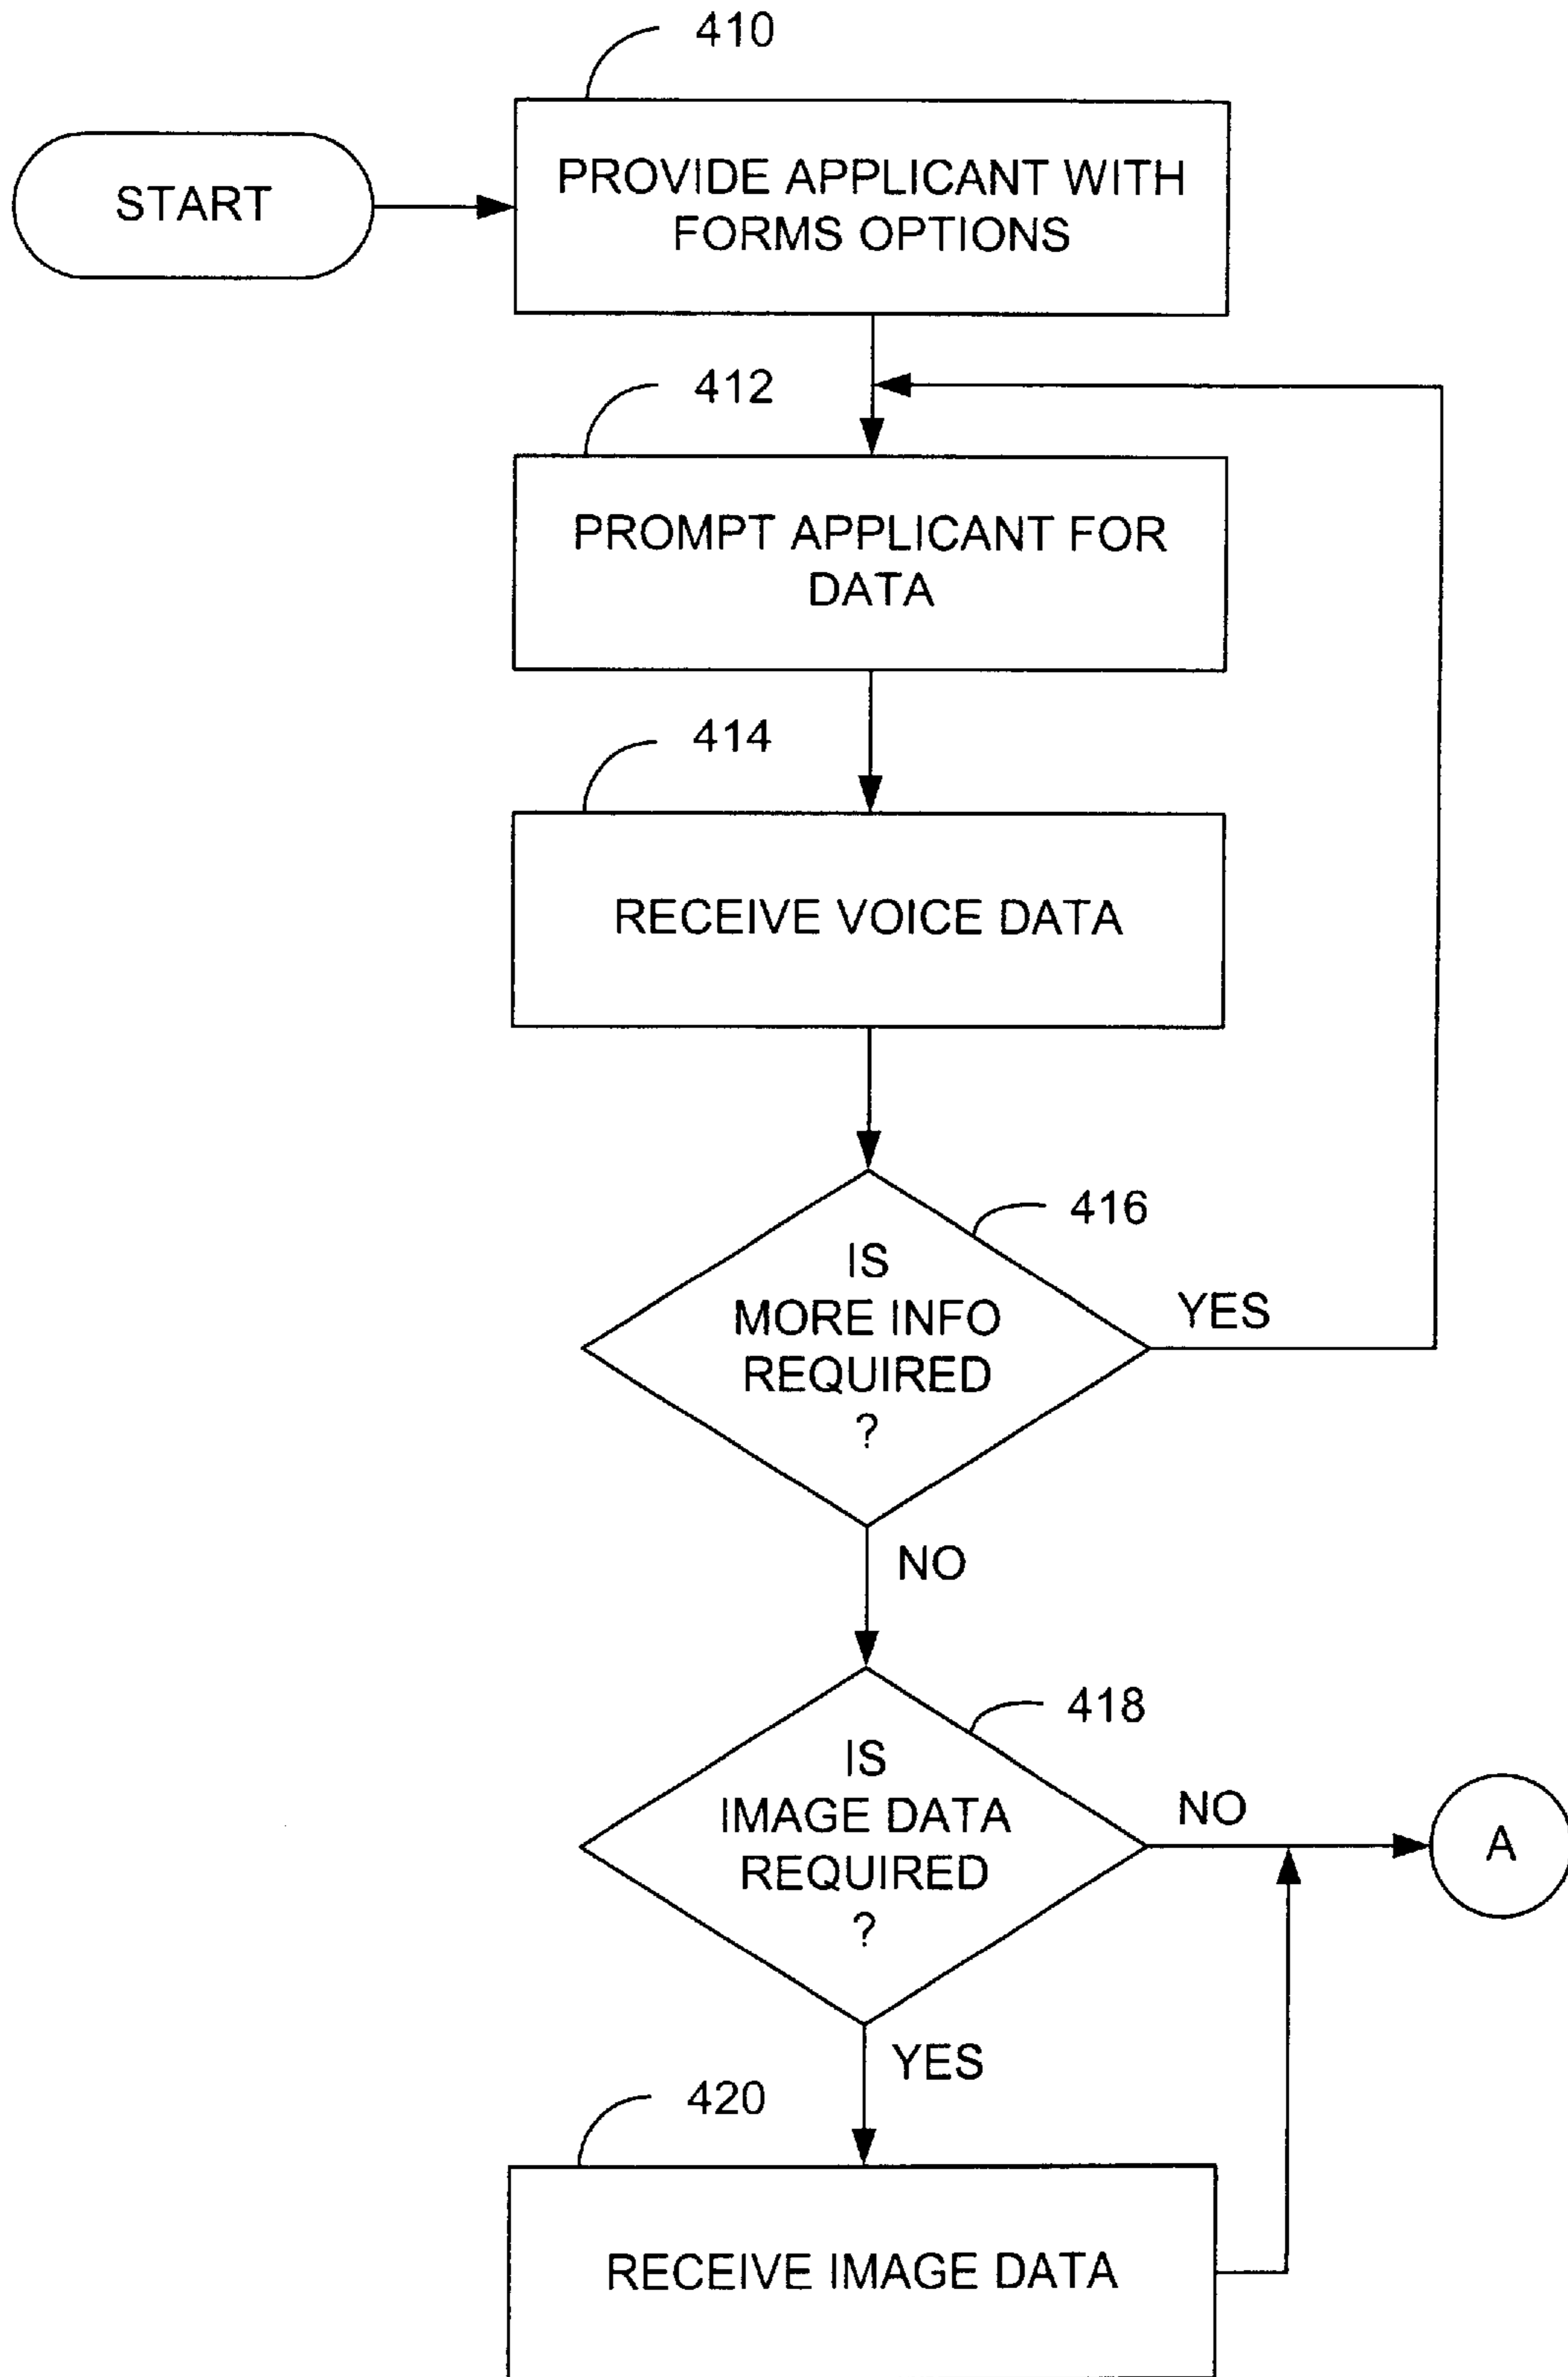 410
START
PROVIDE APPLICANT WITH
FORMS OPTIONS
412
PROMPT APPLICANT FOR
DATA
414
RECEIVE VOICE DATA
416
IS
MORE INFO
REQUIRED
?
YES
NO
418
IS
IMAGE DATA
REQUIRED
?
NO
A
YES
420
RECEIVE IMAGE DATA